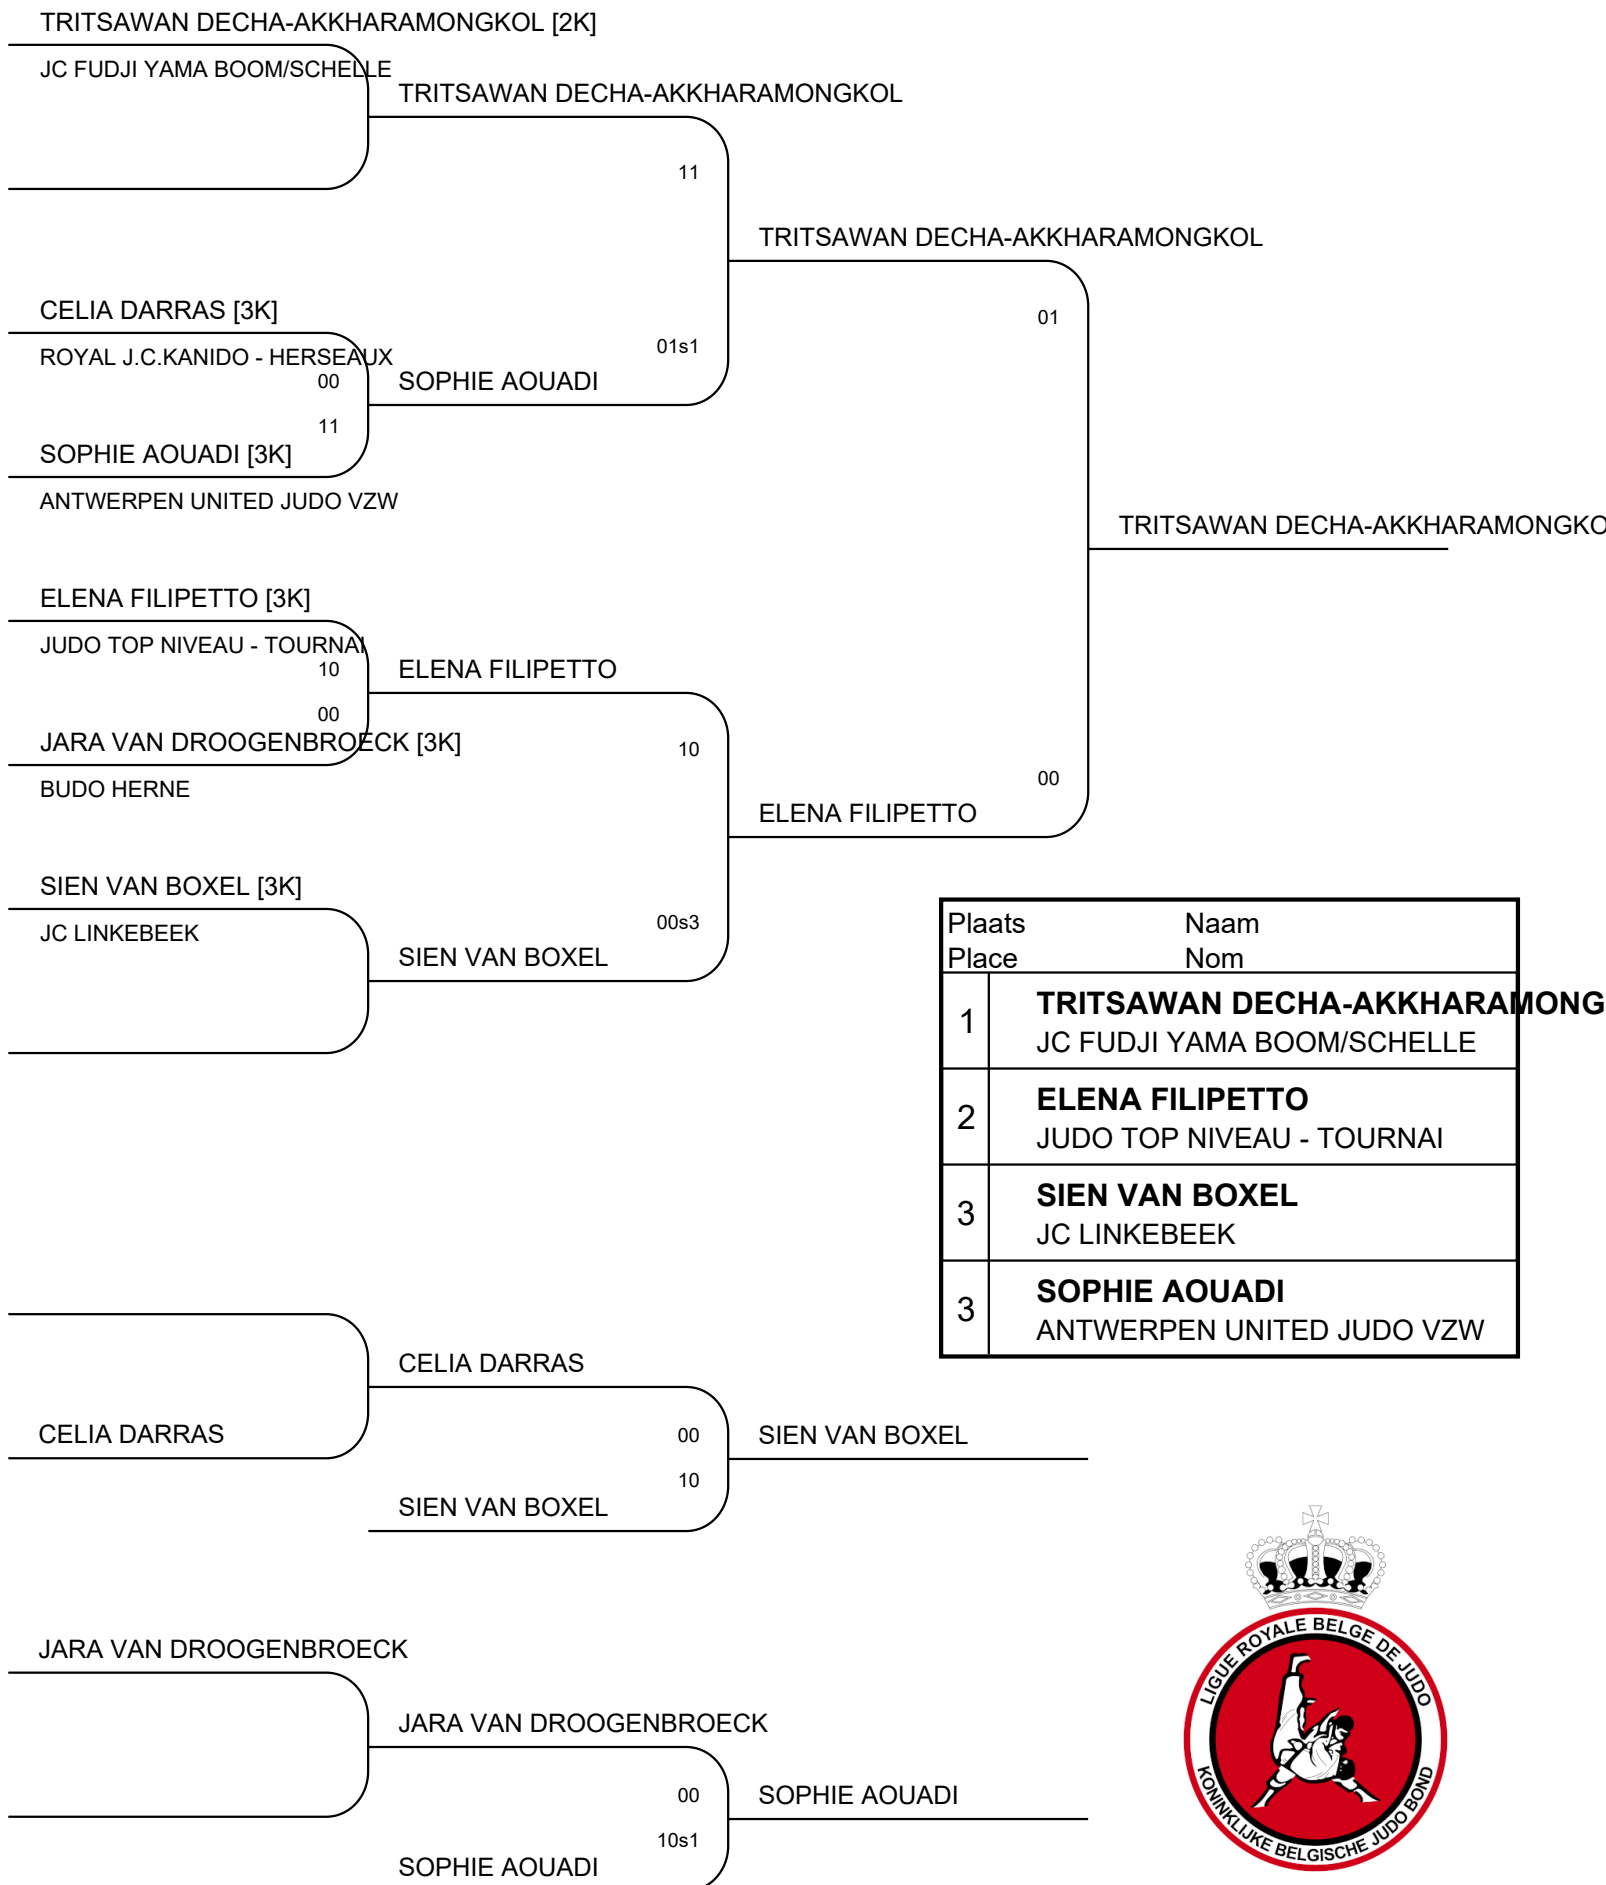 TRITSAWAN DECHA-AKKHARAMONGKOL [2K]
JC FUDJI YAMA BOOM/SCHELLE
TRITSAWAN DECHA-AKKHARAMONGKOL
11
TRITSAWAN DECHA-AKKHARAMONGKOL
CELIA DARRAS [3K]
01
ROYAL J.C.KANIDO - HERSEAUX
01s1
00
SOPHIE AOUADI
11
SOPHIE AOUADI [3K]
ANTWERPEN UNITED JUDO VZW
TRITSAWAN DECHA-AKKHARAMONGKO
ELENA FILIPETTO [3K]
JUDO TOP NIVEAU - TOURNAI
10
ELENA FILIPETTO
00
JARA VAN DROOGENBROECK [3K]
10
BUDO HERNE
00
ELENA FILIPETTO
SIEN VAN BOXEL [3K]
JC LINKEBEEK
00s3
SIEN VAN BOXEL
Plaats Naam
Place Nom
1 TRITSAWAN DECHA-AKKHARAMONG
JC FUDJI YAMA BOOM/SCHELLE
2 ELENA FILIPETTO
JUDO TOP NIVEAU - TOURNAI
3 SIEN VAN BOXEL
JC LINKEBEEK
3 SOPHIE AOUADI
ANTWERPEN UNITED JUDO VZW
CELIA DARRAS
CELIA DARRAS
00
SIEN VAN BOXEL
10
SIEN VAN BOXEL
JARA VAN DROOGENBROECK
JARA VAN DROOGENBROECK
00
SOPHIE AOUADI
10s1
SOPHIE AOUADI
LIGUE ROYALE BELGE DE JUDO
KONINKLIJKE BELGISCHE JUDO BOND